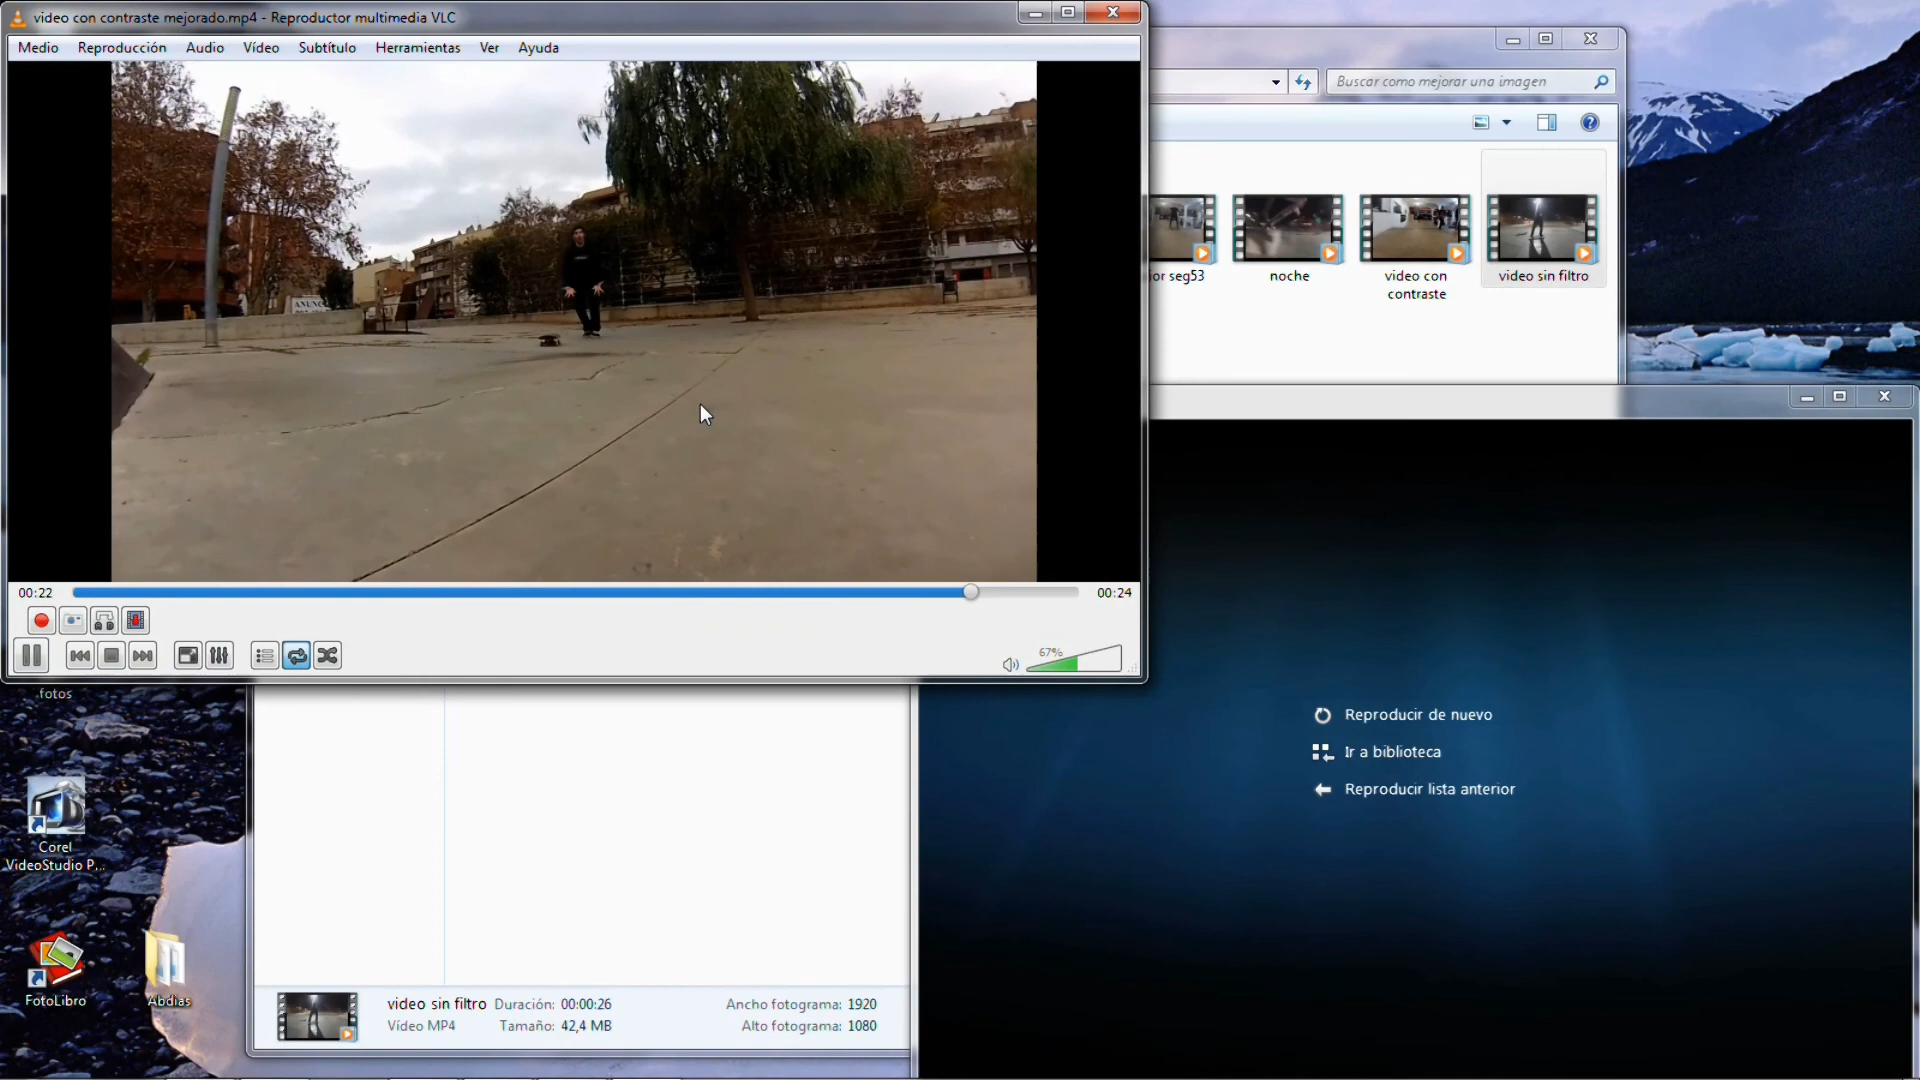 video con contraste mejorado.mp4 - Reproductor multimedia VLC
Medio Reproducción Audio Vídeo Subtítulo Herramientas Ver Ayuda
Buscar como mejorar una imagen
ior seg53
noche
video con
contraste
video sin filtro
ANUNC
00:22
00:24
67%
fotos
Reproducir de nuevo
Ir a biblioteca
Reproducir lista anterior
Corel
VideoStudio P...
FotoLibro
Abdias
video sin filtro Duración: 00:00:26 Ancho fotograma: 1920
Vídeo MP4 Tamaño: 42,4 MB Alto fotograma: 1080